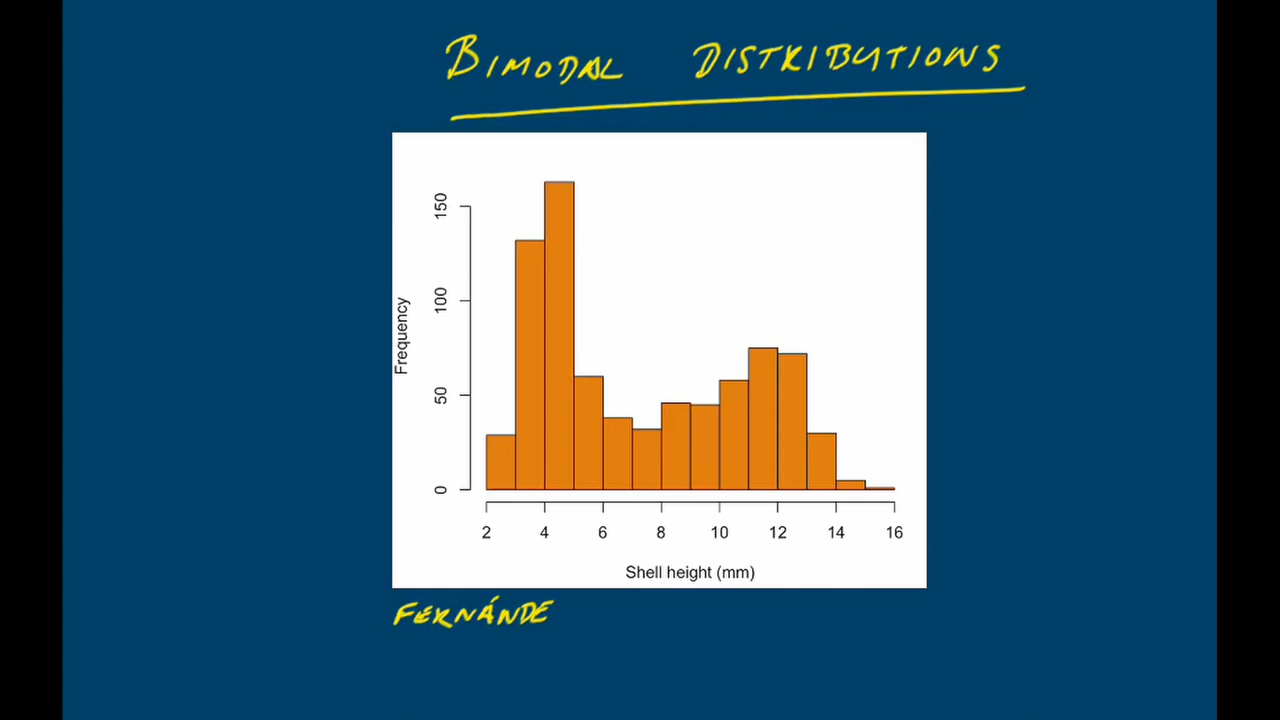 BIMODAL DISTRIBUTIONS
150
100
50
0
Frequency
2 4 6 8 10 12 14 16
Shell height (mm)
FERNÁNDE